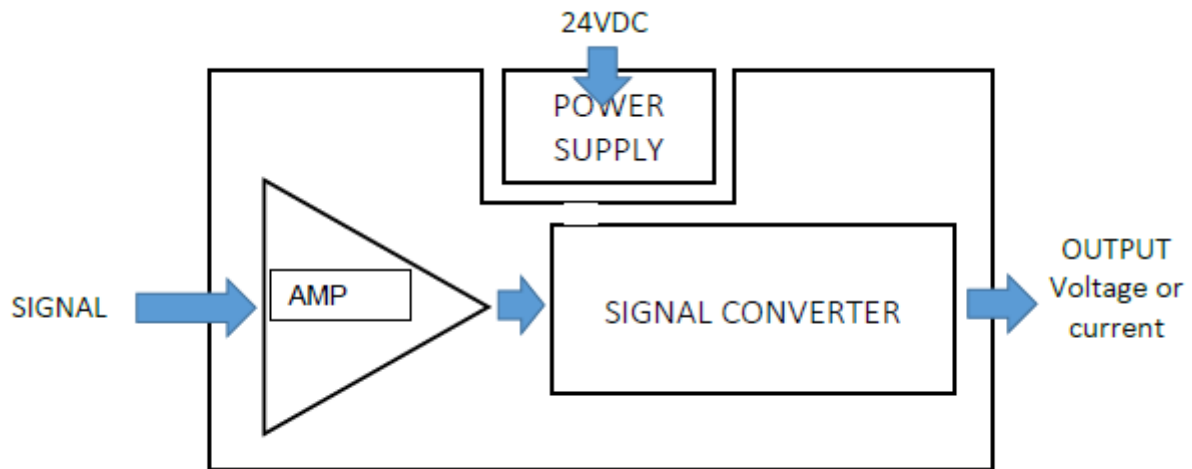 24VDC
POWER
SUPPLY
SIGNAL
AMP
SIGNAL CONVERTER
OUTPUT
Voltage or
current